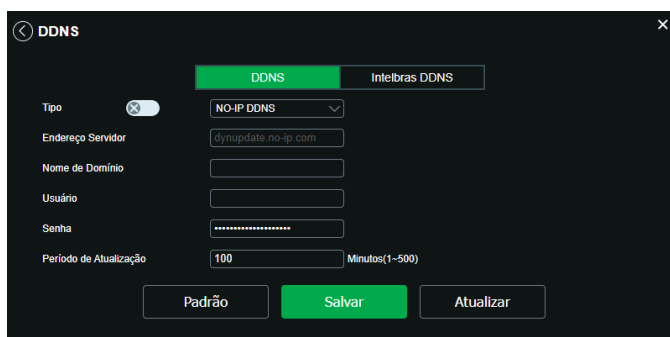 DDNS
DDNS Intelbras DDNS
Tipo NO-IP DDNS
Endereço Servidor dynupdate.no-ip.com
Nome de Domínio
Usuário
Senha •••••••••••••••••••
Período de Atualização 100 Minutos(1~500)
Padrão Salvar Atualizar